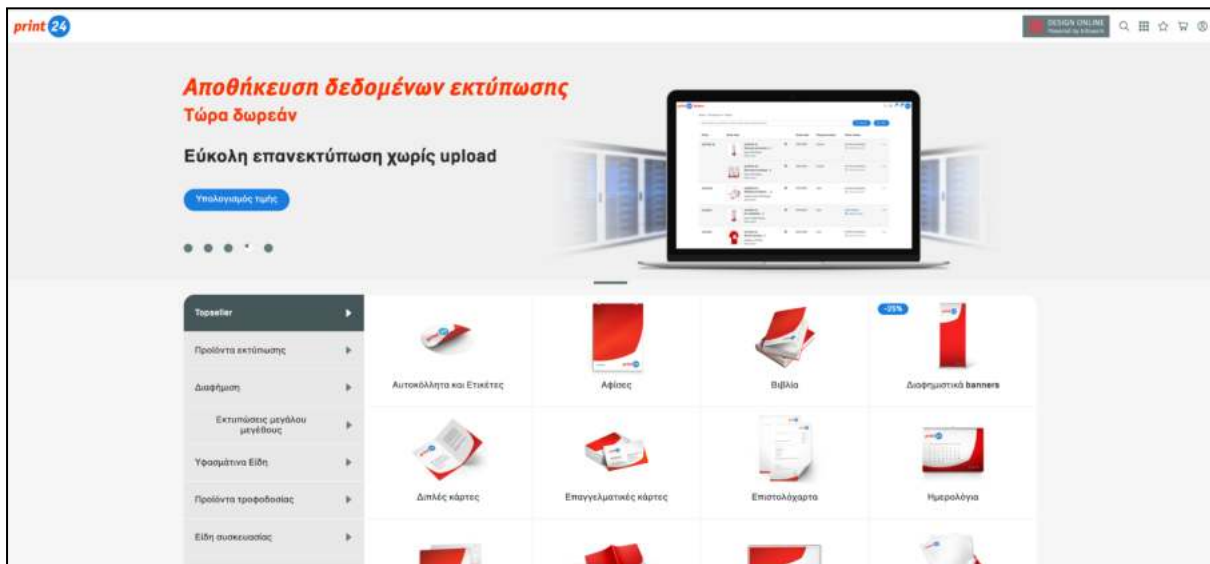 print 24
DESIGN ONLINE
Αποθήκευση δεδομένων εκτύπωσης
Τώρα δωρεάν
Εύκολη επανεκτύπωση χωρίς upload
Υπολογισμός τιμής
Topseller
Προϊόντα εκτύπωσης
Διαφήμιση
Εκτυπώσεις μεγάλου
μεγέθους
Υφασμάτινα Είδη
Προϊόντα τροφοδοσίας
Είδη συσκευασίας
Αυτοκόλλητα και Ετικέτες
Αφίσες
Βιβλία
-25%
Διαφημιστικά banners
Διπλές κάρτες
Επαγγελματικές κάρτες
Επιστολόχαρτα
Ημερολόγια